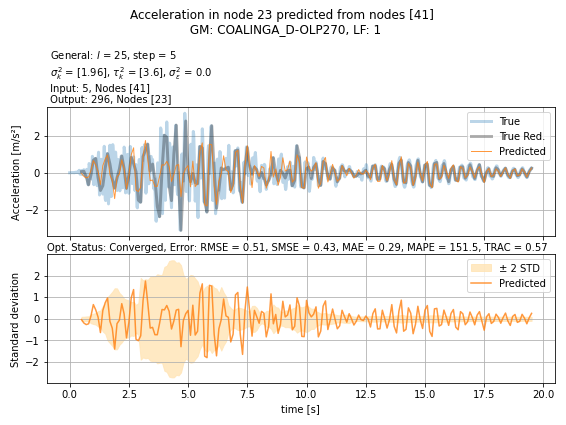 Acceleration in node 23 predicted from nodes [41]
GM: COALINGA_D-OLP270, LF: 1
General: l = 25, step = 5
σ²ₖ = [1.96], τ²ₖ = [3.6], σ²ₑ = 0.0
Input: 5, Nodes [41]
Output: 296, Nodes [23]
True
True Red.
Predicted
Acceleration [m/s²]
2
0
−2
Opt. Status: Converged, Error: RMSE = 0.51, SMSE = 0.43, MAE = 0.29, MAPE = 151.5, TRAC = 0.57
± 2 STD
Predicted
Standard deviation
2
1
0
−1
−2
0.0 2.5 5.0 7.5 10.0 12.5 15.0 17.5 20.0
time [s]